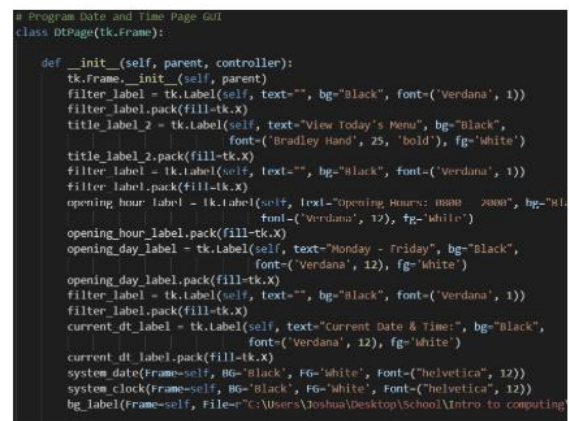 # Program Date and Time Page GUI
class DtPage(tk.Frame):
def __init__(self, parent, controller):
tk.Frame.__init__(self, parent)
filter_label = tk.Label(self, text="", bg="Black", font=('Verdana', 1))
filter_label.pack(fill=tk.X)
title_label_2 = tk.Label(self, text="View Today's Menu", bg="Black",
font=('Bradley Hand', 25, 'bold'), fg='White')
title_label_2.pack(fill=tk.X)
filter_label = tk.Label(self, text="", bg="Black", font=('Verdana', 1))
filter_label.pack(fill=tk.X)
opening_hour_label = tk.Label(self, text="Opening Hours: 0800 - 2000", bg="Bla
font=('Verdana', 12), fg='White')
opening_hour_label.pack(fill=tk.X)
opening_day_label = tk.Label(self, text="Monday - Friday", bg="Black",
font=('Verdana', 12), fg='White')
opening_day_label.pack(fill=tk.X)
filter_label = tk.Label(self, text="", bg="Black", font=('Verdana', 1))
filter_label.pack(fill=tk.X)
current_dt_label = tk.Label(self, text="Current Date & Time:", bg="Black",
font=('Verdana', 12), fg='White')
current_dt_label.pack(fill=tk.X)
system_date(Frame=self, BG='Black', FG='White', Font=("helvetica", 12))
system_clock(Frame=self, BG='Black', FG='White', Font=("helvetica", 12))
bg_label(Frame=self, File=r"C:\Users\Joshua\Desktop\School\Intro to computing\